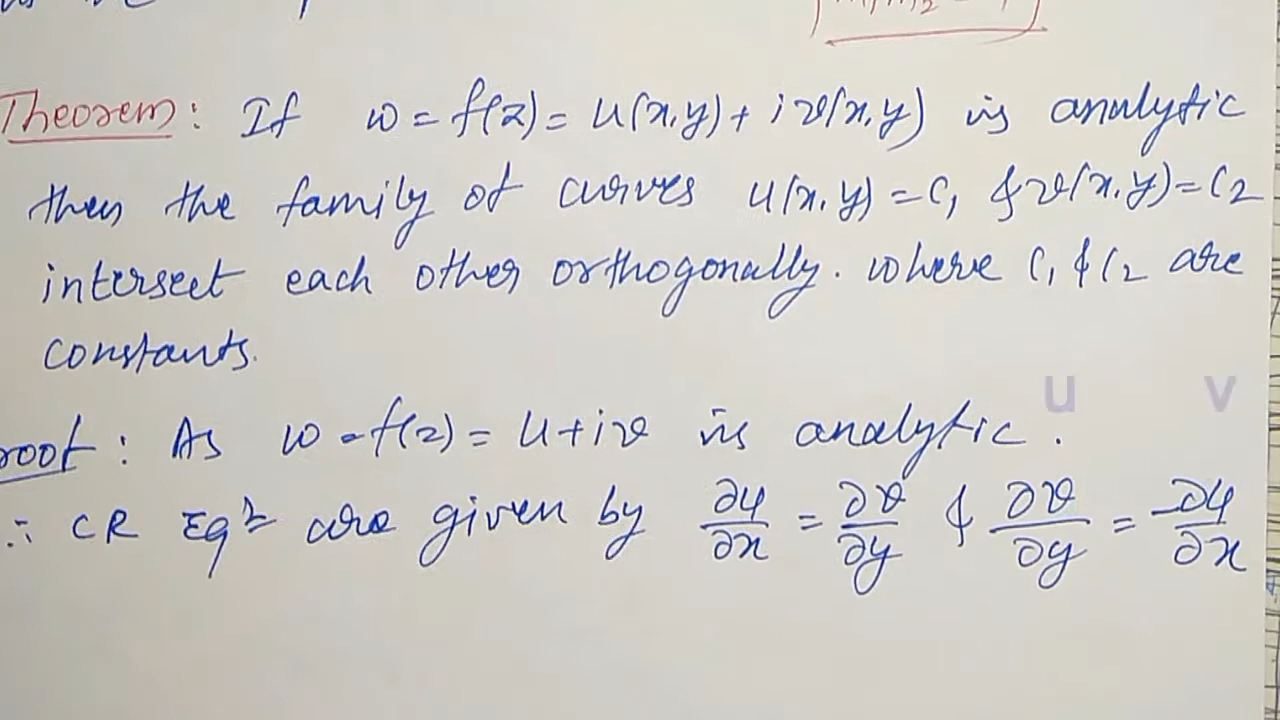 Theorem: If w = f(z) = u(x,y) + iv(x,y) is analytic
then the family of curves u(x,y) = C₁ & v(x,y) = C₂
intersect each other orthogonally. where C₁ & C₂ are
constants.
u v
roof: As w = f(z) = u+iv is analytic.
∴ CR Eqⁿ are given by ∂u/∂x = ∂v/∂y & ∂v/∂y = -∂u/∂x